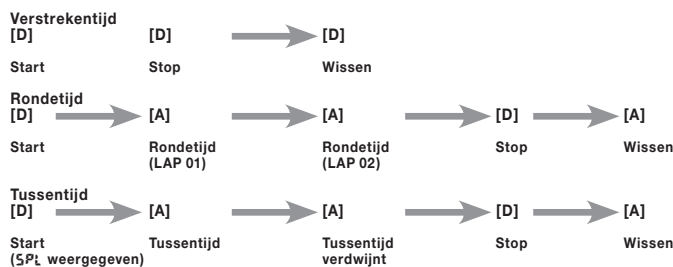 Verstrekentijd
[D] [D] [D]
Start Stop Wissen
Rondetijd
[D] [A] [A] [D] [A]
Start Rondetijd Rondetijd Stop Wissen
(LAP 01) (LAP 02)
Tussentijd
[D] [A] [A] [D] [A]
Start Tussentijd Tussentijd Stop Wissen
(SPL weergegeven) verdwijnt